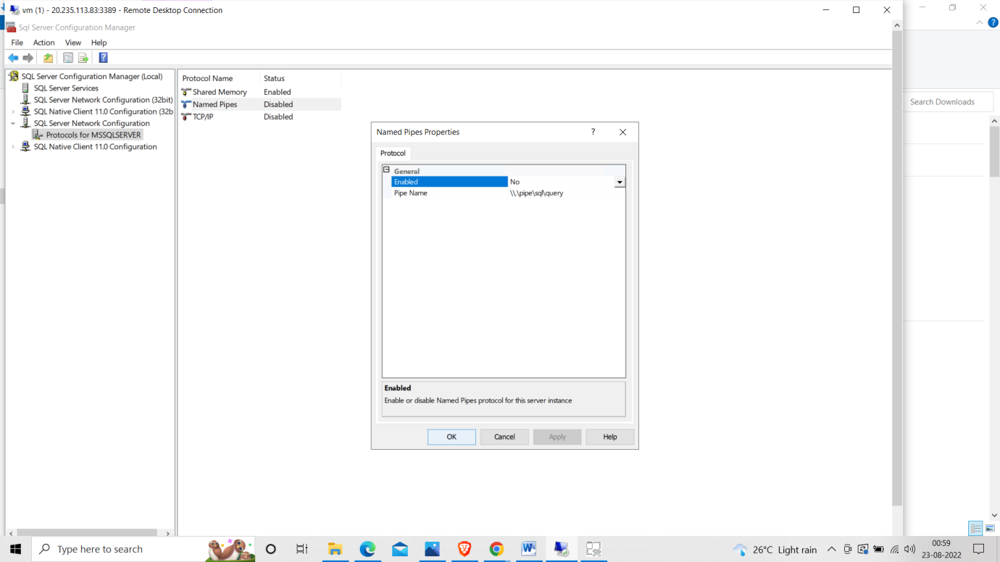 vm (1) - 20.235.113.83:3389 - Remote Desktop Connection
Sql Server Configuration Manager
File Action View Help
SQL Server Configuration Manager (Local)
SQL Server Services
SQL Server Network Configuration (32bit)
SQL Native Client 11.0 Configuration (32b
SQL Server Network Configuration
Protocols for MSSQLSERVER
SQL Native Client 11.0 Configuration
Protocol Name Status
Shared Memory Enabled
Named Pipes Disabled
TCP/IP Disabled
Named Pipes Properties
Protocol
General
Enabled No
Pipe Name \\.\pipe\sql\query
Enabled
Enable or disable Named Pipes protocol for this server instance
OK Cancel Apply Help
Search Downloads
Type here to search
26°C Light rain
00:59
23-08-2022